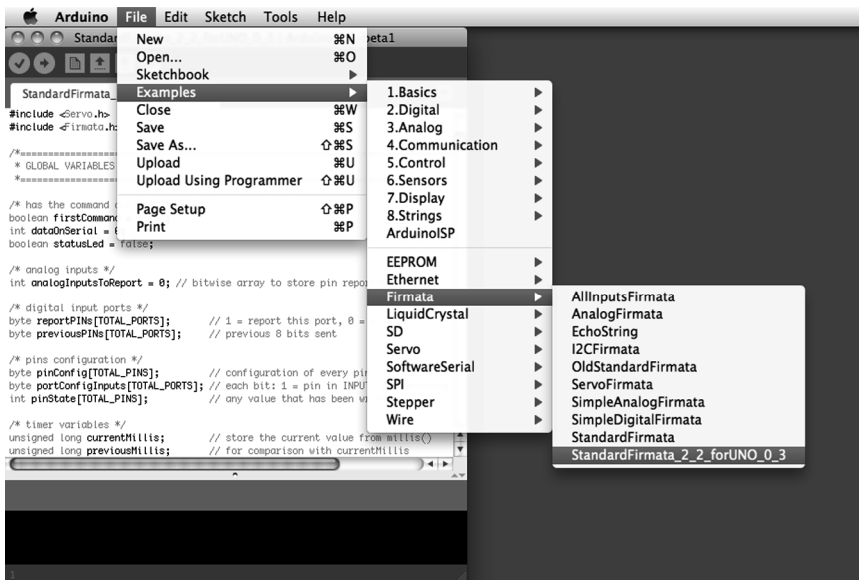 Arduino File Edit Sketch Tools Help
Standar
eta1
StandardFirmata_
#include <Servo.h>
#include <Firmata.h
/*=====================
* GLOBAL VARIABLES
*=====================
/* has the command
boolean firstCommand
int dataOnSerial =
boolean statusLed = false;
/* analog inputs */
int analogInputsToReport = 0; // bitwise array to store pin repor
/* digital input ports */
byte reportPINs[TOTAL_PORTS]; // 1 = report this port, 0 =
byte previousPINs[TOTAL_PORTS]; // previous 8 bits sent
/* pins configuration */
byte pinConfig[TOTAL_PINS]; // configuration of every pin
byte portConfigInputs[TOTAL_PORTS]; // each bit: 1 = pin in INPU
int pinState[TOTAL_PINS]; // any value that has been w
/* timer variables */
unsigned long currentMillis; // store the current value from millis()
unsigned long previousMillis; // for comparison with currentMillis
New ⌘N
Open... ⌘O
Sketchbook
Examples
Close ⌘W
Save ⌘S
Save As... ⇧⌘S
Upload ⌘U
Upload Using Programmer ⇧⌘U
Page Setup ⇧⌘P
Print ⌘P
1.Basics
2.Digital
3.Analog
4.Communication
5.Control
6.Sensors
7.Display
8.Strings
ArduinoISP
EEPROM
Ethernet
Firmata
LiquidCrystal
SD
Servo
SoftwareSerial
SPI
Stepper
Wire
AllInputsFirmata
AnalogFirmata
EchoString
I2CFirmata
OldStandardFirmata
ServoFirmata
SimpleAnalogFirmata
SimpleDigitalFirmata
StandardFirmata
StandardFirmata_2_2_forUNO_0_3
1